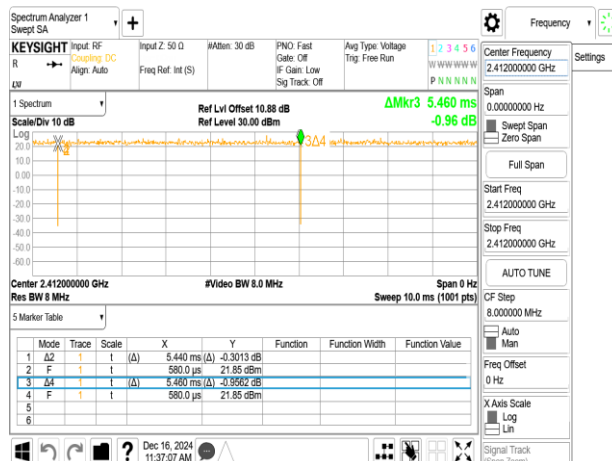 Spectrum Analyzer 1
Swept SA
Frequency
Settings
KEYSIGHT
R
Input: RF
Coupling: DC
Align: Auto
Input Z: 50 Ω
Freq Ref: Int (S)
#Atten: 30 dB
PNO: Fast
Gate: Off
IF Gain: Low
Sig Track: Off
Avg Type: Voltage
Trig: Free Run
1 2 3 4 5 6
W W W W W W
P N N N N N
1 Spectrum
Scale/Div 10 dB
Ref Lvl Offset 10.88 dB
Ref Level 30.00 dBm
ΔMkr3 5.460 ms
-0.96 dB
Log
20.0
10.0
0.00
-10.0
-20.0
-30.0
-40.0
-50.0
-60.0
3Δ4
Center 2.412000000 GHz
Res BW 8 MHz
#Video BW 8.0 MHz
Span 0 Hz
Sweep 10.0 ms (1001 pts)
5 Marker Table
Mode Trace Scale X Y Function Function Width Function Value
1 Δ2 1 t (Δ) 5.440 ms (Δ) -0.3013 dB
2 F 1 t 580.0 µs 21.85 dBm
3 Δ4 1 t (Δ) 5.460 ms (Δ) -0.9562 dB
4 F 1 t 580.0 µs 21.85 dBm
5
6
Dec 16, 2024
11:37:07 AM
?
Center Frequency
2.412000000 GHz
Span
0.00000000 Hz
Swept Span
Zero Span
Full Span
Start Freq
2.412000000 GHz
Stop Freq
2.412000000 GHz
AUTO TUNE
CF Step
8.000000 MHz
Auto
Man
Freq Offset
0 Hz
X Axis Scale
Log
Lin
Signal Track